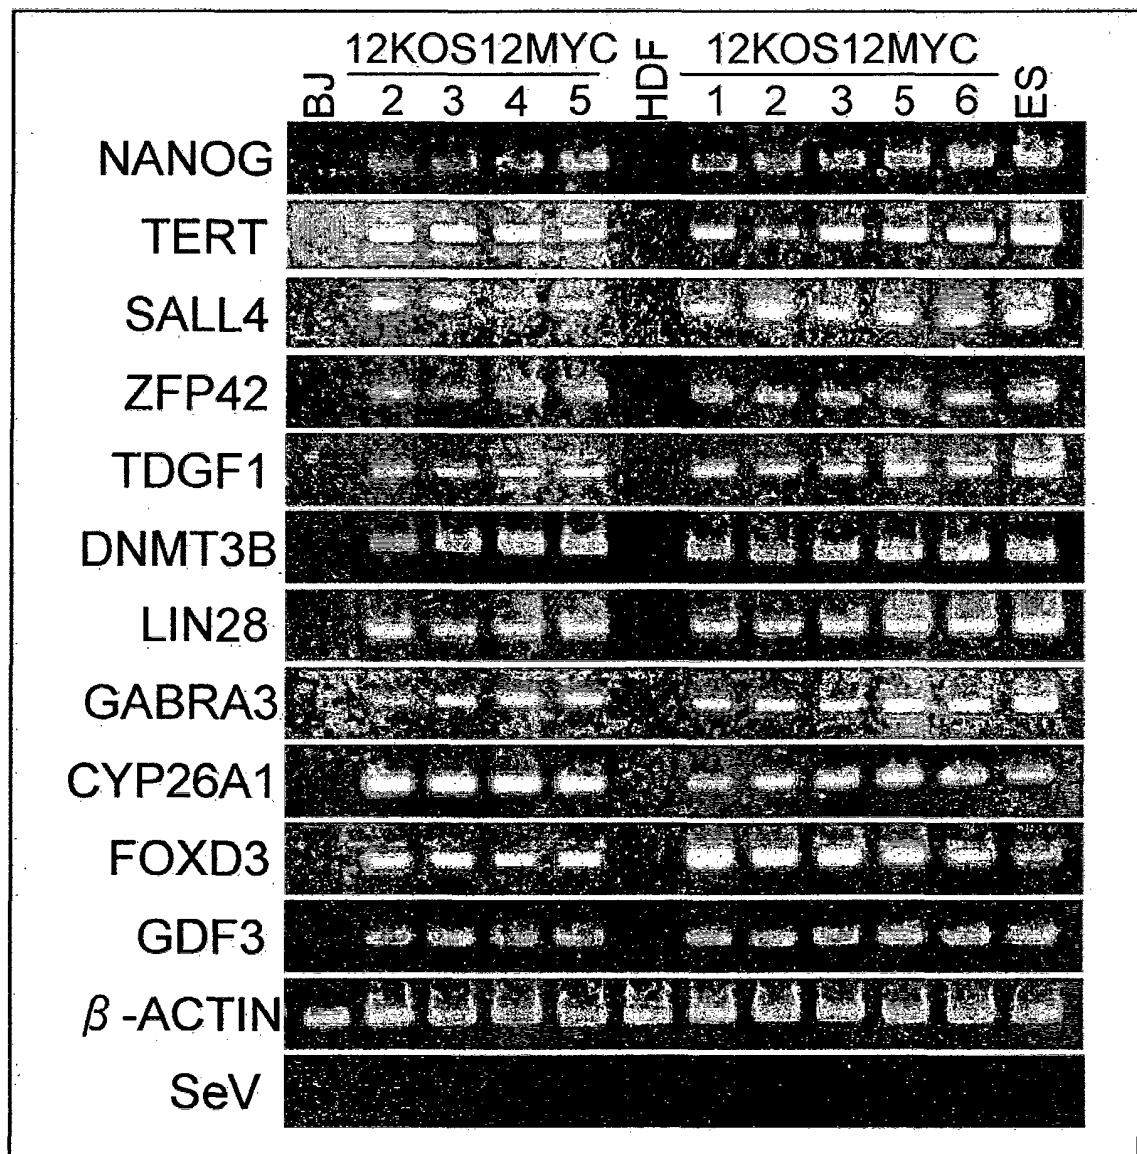 12KOS12MYC 12KOS12MYC
BJ 2 3 4 5 HDF 1 2 3 5 6 ES
NANOG
TERT
SALL4
ZFP42
TDGF1
DNMT3B
LIN28
GABRA3
CYP26A1
FOXD3
GDF3
β-ACTIN
SeV